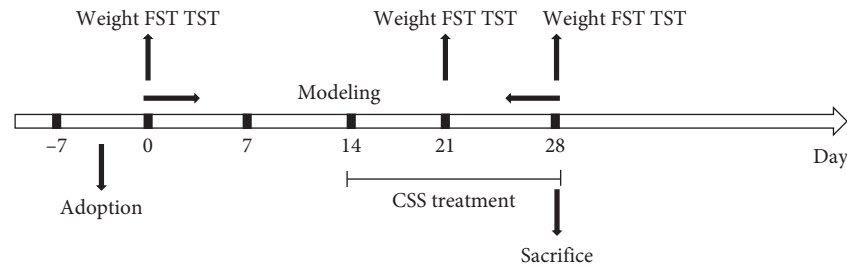 Weight FST TST
Weight FST TST
Weight FST TST
Modeling
–7
0
7
14
21
28
Day
Adoption
CSS treatment
Sacrifice